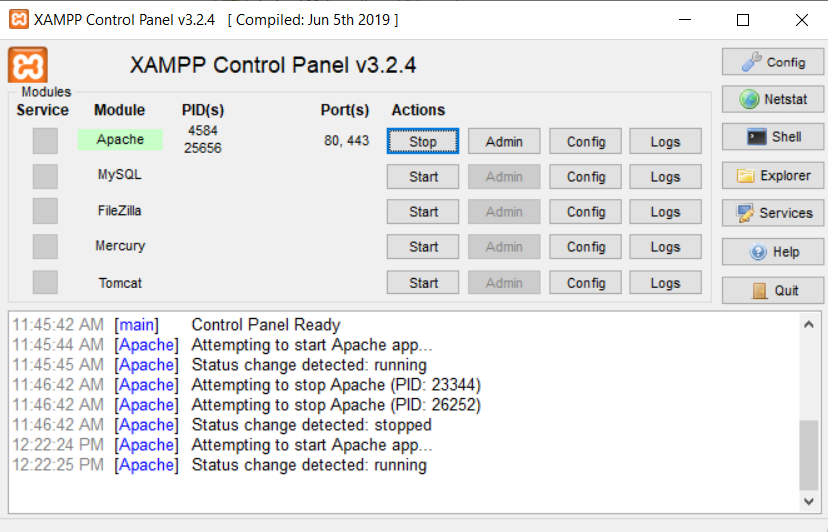 XAMPP Control Panel v3.2.4 [ Compiled: Jun 5th 2019 ]
XAMPP Control Panel v3.2.4
Config
Modules
Service Module PID(s) Port(s) Actions
Netstat
Apache 4584 80, 443 Stop Admin Config Logs
25656
Shell
MySQL Start Admin Config Logs
Explorer
FileZilla Start Admin Config Logs
Services
Mercury Start Admin Config Logs
Help
Tomcat Start Admin Config Logs
Quit
11:45:42 AM [main] Control Panel Ready
11:45:44 AM [Apache] Attempting to start Apache app...
11:45:45 AM [Apache] Status change detected: running
11:46:42 AM [Apache] Attempting to stop Apache (PID: 23344)
11:46:42 AM [Apache] Attempting to stop Apache (PID: 26252)
11:46:42 AM [Apache] Status change detected: stopped
12:22:24 PM [Apache] Attempting to start Apache app...
12:22:25 PM [Apache] Status change detected: running